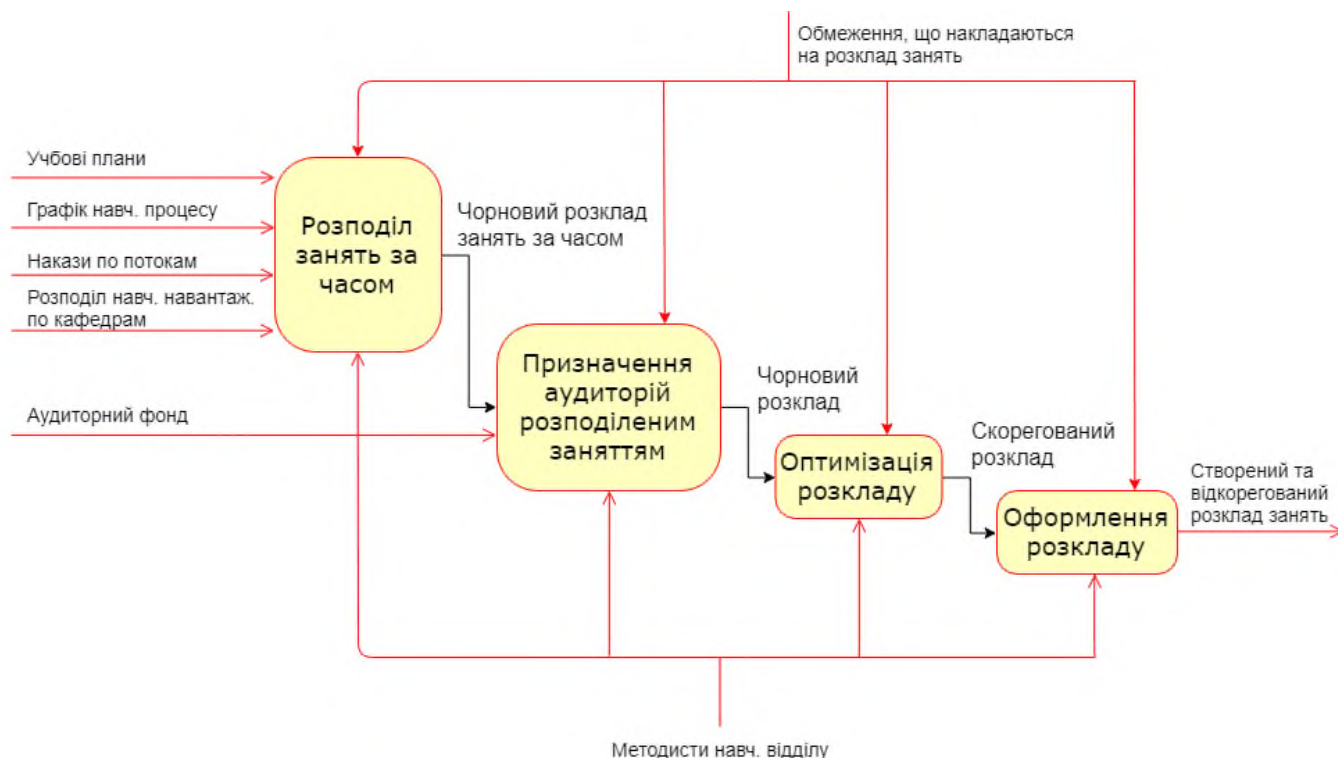 Обмеження, що накладаються
на розклад занять
Учбові плани
Графік навч. процесу
Накази по потокам
Розподіл навч. навантаж.
по кафедрам
Розподіл
занять за
часом
Чорновий розклад
занять за часом
Аудиторний фонд
Призначення
аудиторій
розподіленим
заняттям
Чорновий
розклад
Оптимізація
розкладу
Скорегований
розклад
Оформлення
розкладу
Створений та
відкорегований
розклад занять
Методисти навч. відділу